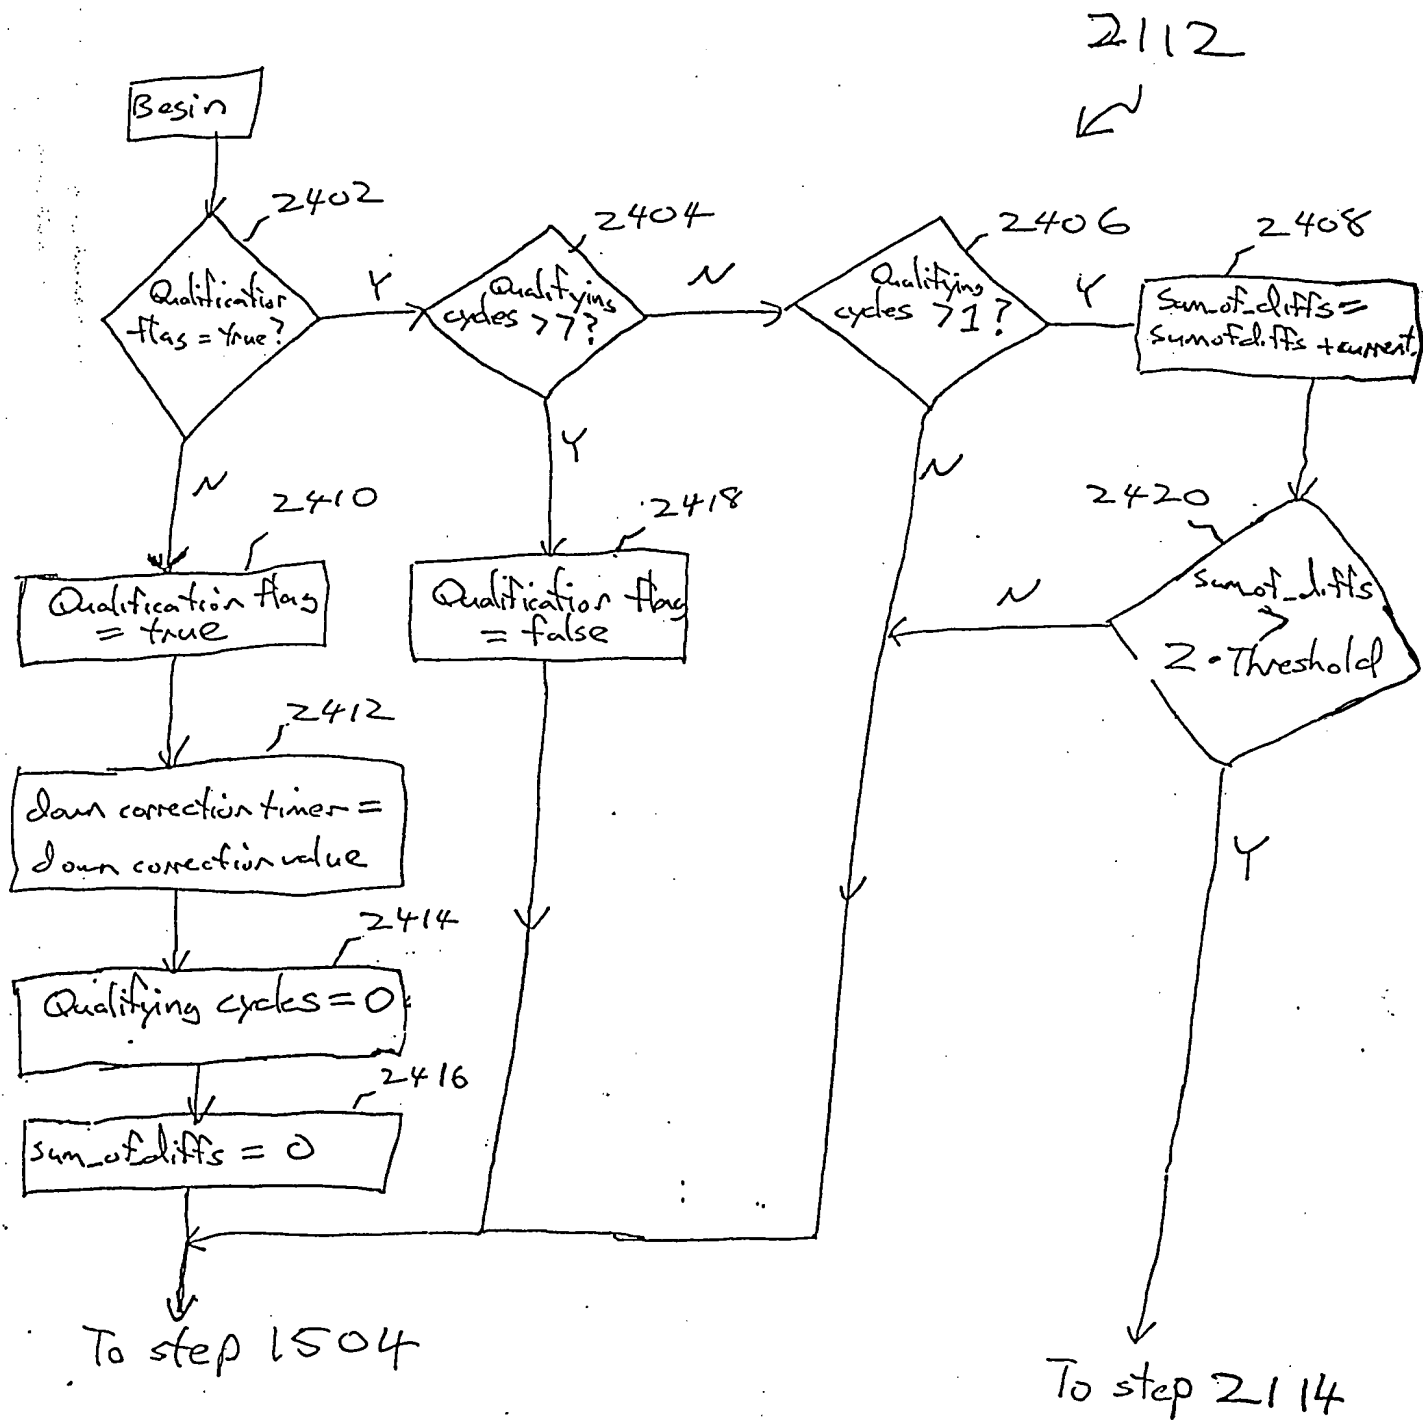 2112
Begin
2402
2404
2406
2408
Qualification
flag = true?
Y
Qualifying
cycles > 7?
N
Qualifying
cycles > 1?
Y
Sum_of_diffs =
sumofdiffs + current
N
2410
Y
2418
N
2420
Qualification flag
= true
Qualification flag
= false
N
sumof_diffs
>
2 • Threshold
2412
down correction timer =
down correction value
Y
2414
Qualifying cycles = 0
2416
sum_of_diffs = 0
To step 1504
To step 2114